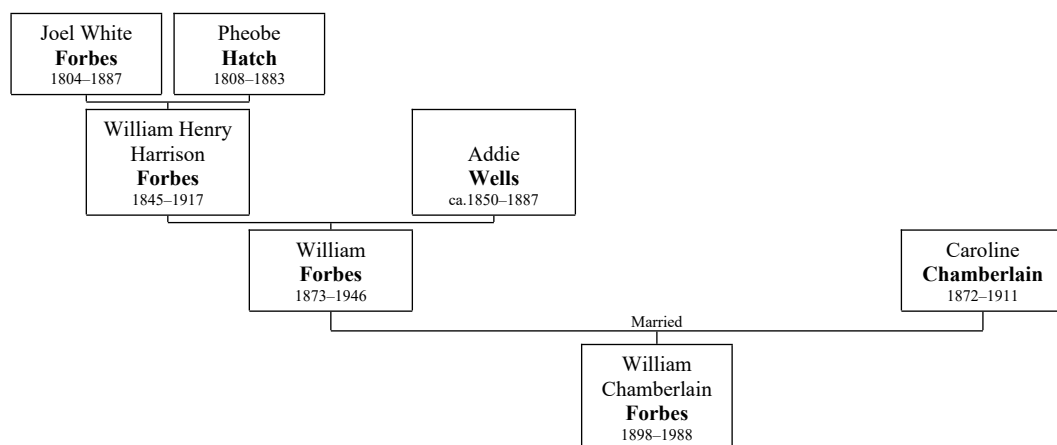 Joel White
Forbes
1804–1887
Pheobe
Hatch
1808–1883
William Henry
Harrison
Forbes
1845–1917
Addie
Wells
ca.1850–1887
William
Forbes
1873–1946
Caroline
Chamberlain
1872–1911
Married
William
Chamberlain
Forbes
1898–1988